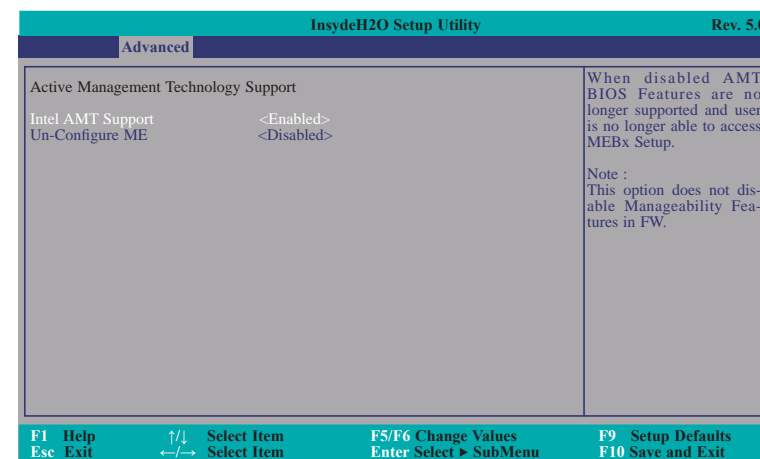 InsydeH2O Setup Utility Rev. 5.
Advanced
Active Management Technology Support
Intel AMT Support <Enabled>
Un-Configure ME <Disabled>
When disabled AMT
BIOS Features are no
longer supported and user
is no longer able to access
MEBx Setup.
Note :
This option does not dis-
able Manageability Fea-
tures in FW.
F1 Help ↑/↓ Select Item F5/F6 Change Values F9 Setup Defaults
Esc Exit ←/→ Select Item Enter Select ▶ SubMenu F10 Save and Exit